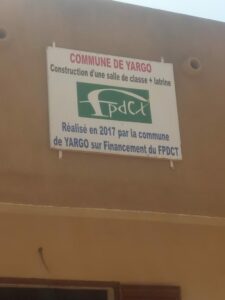 COMMUNE DE YARGO
Construction d'une salle de classe + latrine
fpdCt
Réalisé en 2017 par la commune
de YARGO sur Financement du FPDCT